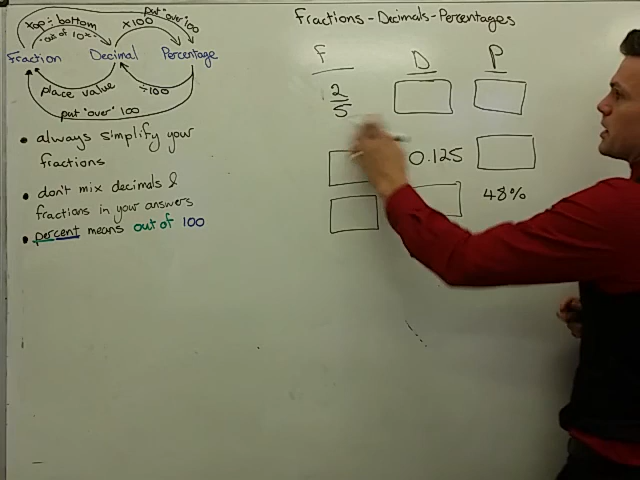 Fractions - Decimals - Percentages
put "over" 100
top ÷ bottom
×100
"out of 10"s
Fraction Decimal Percentage
place value
÷100
put "over" 100
• always simplify your
fractions
• don't mix decimals &
fractions in your answers
• percent means out of 100
F D P
2/5
0.125
48%